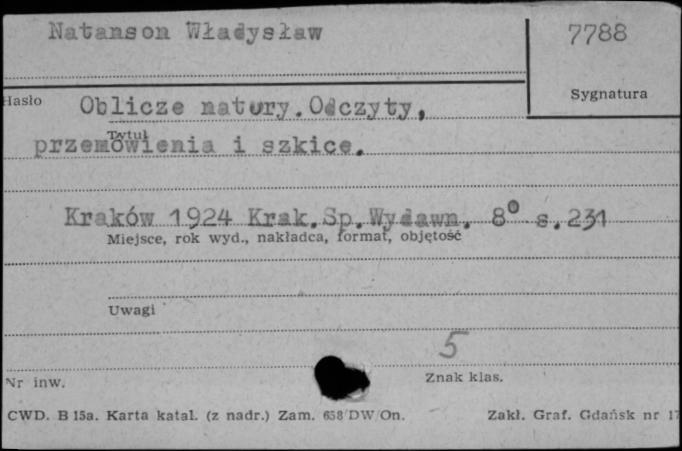 Natanson Władysław
7788
Hasło
Sygnatura
Oblicze natury. Odczyty,
Tytuł
przemówienia i szkice.
Kraków 1924 Krak. Sp. Wydawn. 8° s. 231
Miejsce, rok wyd., nakładca, format, objętość
Uwagi
5
Nr inw.
Znak klas.
CWD. B 15a. Karta katal. (z nadr.) Zam. 658/DW/On. Zakł. Graf. Gdańsk nr 17